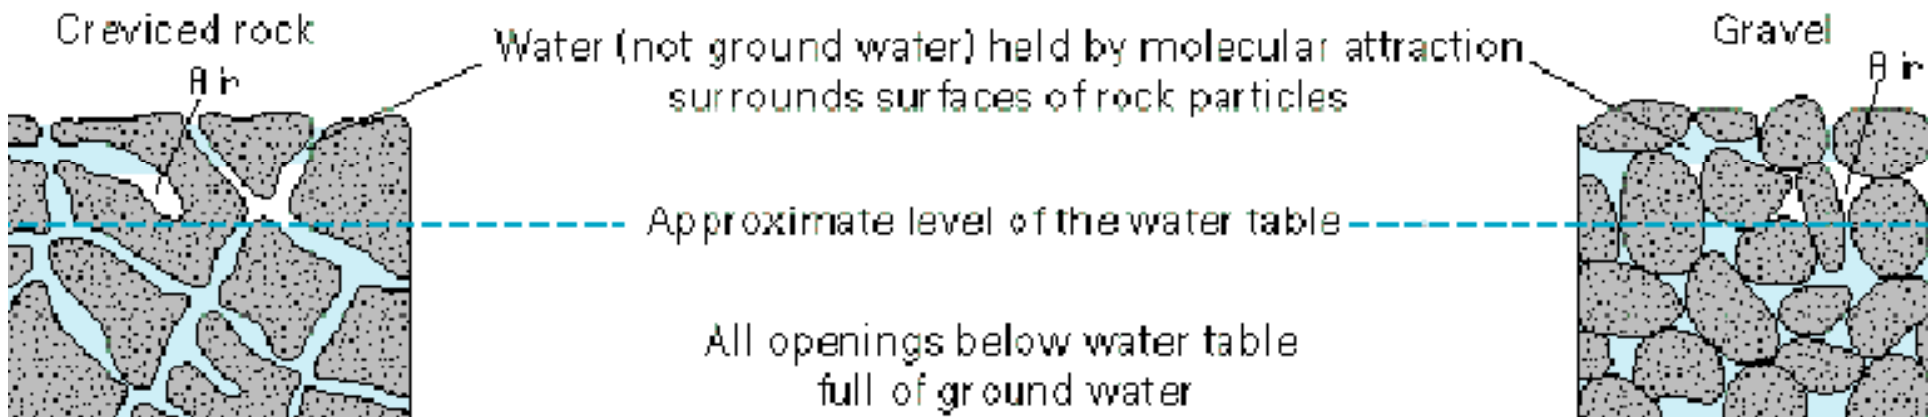 Creviced rock
Air
Water (not ground water) held by molecular attraction
surrounds surfaces of rock particles
Gravel
Air
Approximate level of the water table
All openings below water table
full of ground water